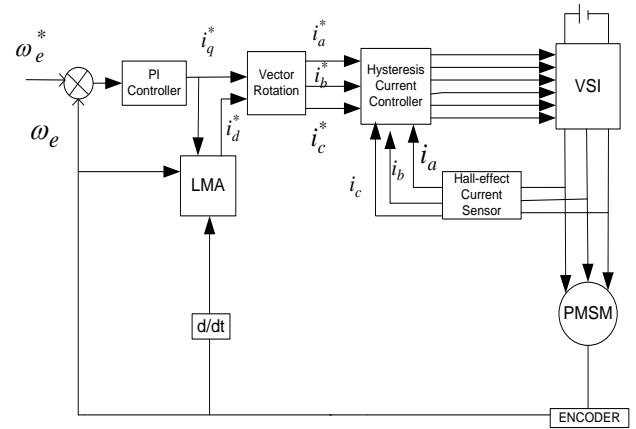 ω_e^*
PI
Controller
i_q^*
Vector
Rotation
i_a^*
i_b^*
i_c^*
Hysteresis
Current
Controller
VSI
ω_e
i_d^*
LMA
i_c
i_b
i_a
Hall-effect
Current
Sensor
d/dt
PMSM
ENCODER